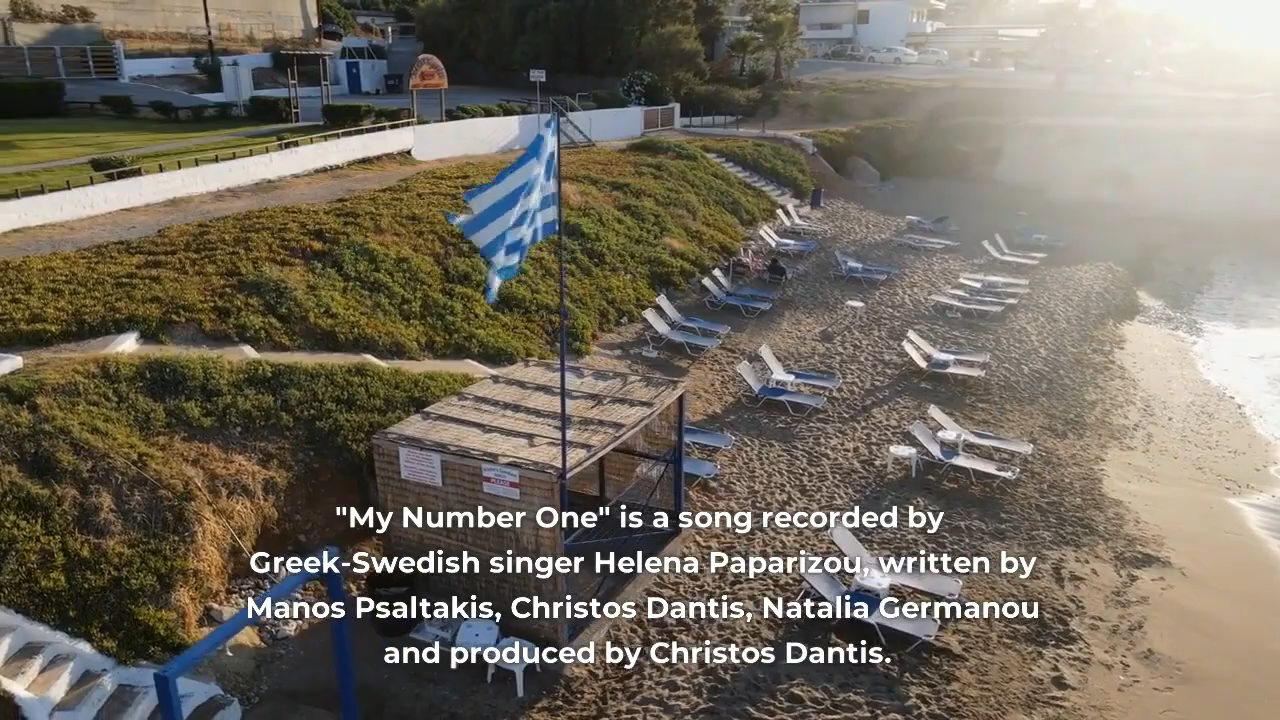 "My Number One" is a song recorded by
Greek-Swedish singer Helena Paparizou, written by
Manos Psaltakis, Christos Dantis, Natalia Germanou
and produced by Christos Dantis.
PLEASE